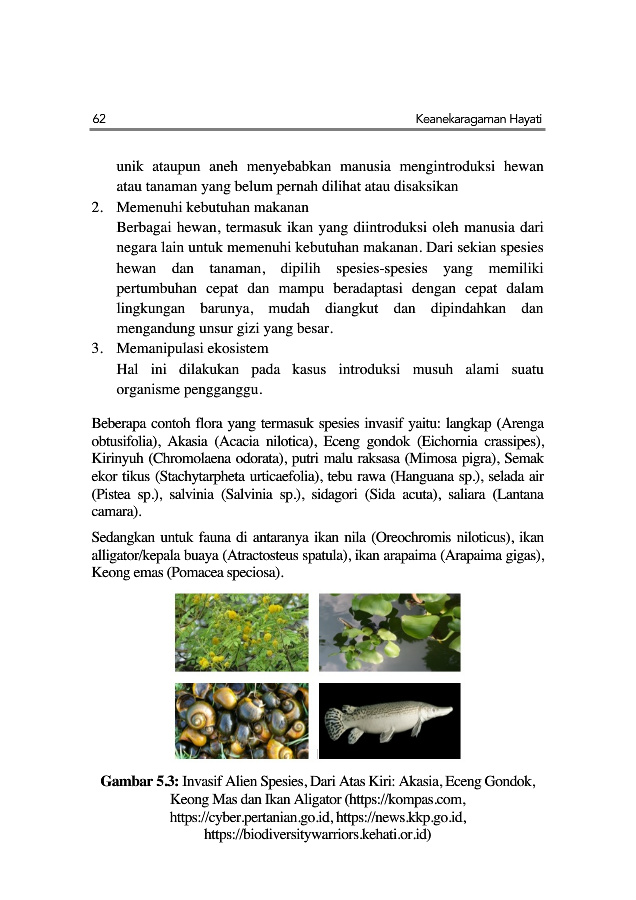 62 Keanekaragaman Hayati
unik ataupun aneh menyebabkan manusia mengintroduksi hewan
atau tanaman yang belum pernah dilihat atau disaksikan
2. Memenuhi kebutuhan makanan
Berbagai hewan, termasuk ikan yang diintroduksi oleh manusia dari
negara lain untuk memenuhi kebutuhan makanan. Dari sekian spesies
hewan dan tanaman, dipilih spesies-spesies yang memiliki
pertumbuhan cepat dan mampu beradaptasi dengan cepat dalam
lingkungan barunya, mudah diangkut dan dipindahkan dan
mengandung unsur gizi yang besar.
3. Memanipulasi ekosistem
Hal ini dilakukan pada kasus introduksi musuh alami suatu
organisme pengganggu.
Beberapa contoh flora yang termasuk spesies invasif yaitu: langkap (Arenga
obtusifolia), Akasia (Acacia nilotica), Eceng gondok (Eichornia crassipes),
Kirinyuh (Chromolaena odorata), putri malu raksasa (Mimosa pigra), Semak
ekor tikus (Stachytarpheta urticaefolia), tebu rawa (Hanguana sp.), selada air
(Pistea sp.), salvinia (Salvinia sp.), sidagori (Sida acuta), saliara (Lantana
camara).
Sedangkan untuk fauna di antaranya ikan nila (Oreochromis niloticus), ikan
alligator/kepala buaya (Atractosteus spatula), ikan arapaima (Arapaima gigas),
Keong emas (Pomacea speciosa).
Gambar 5.3: Invasif Alien Spesies, Dari Atas Kiri: Akasia, Eceng Gondok,
Keong Mas dan Ikan Aligator (https://kompas.com,
https://cyber.pertanian.go.id, https://news.kkp.go.id,
https://biodiversitywarriors.kehati.or.id)